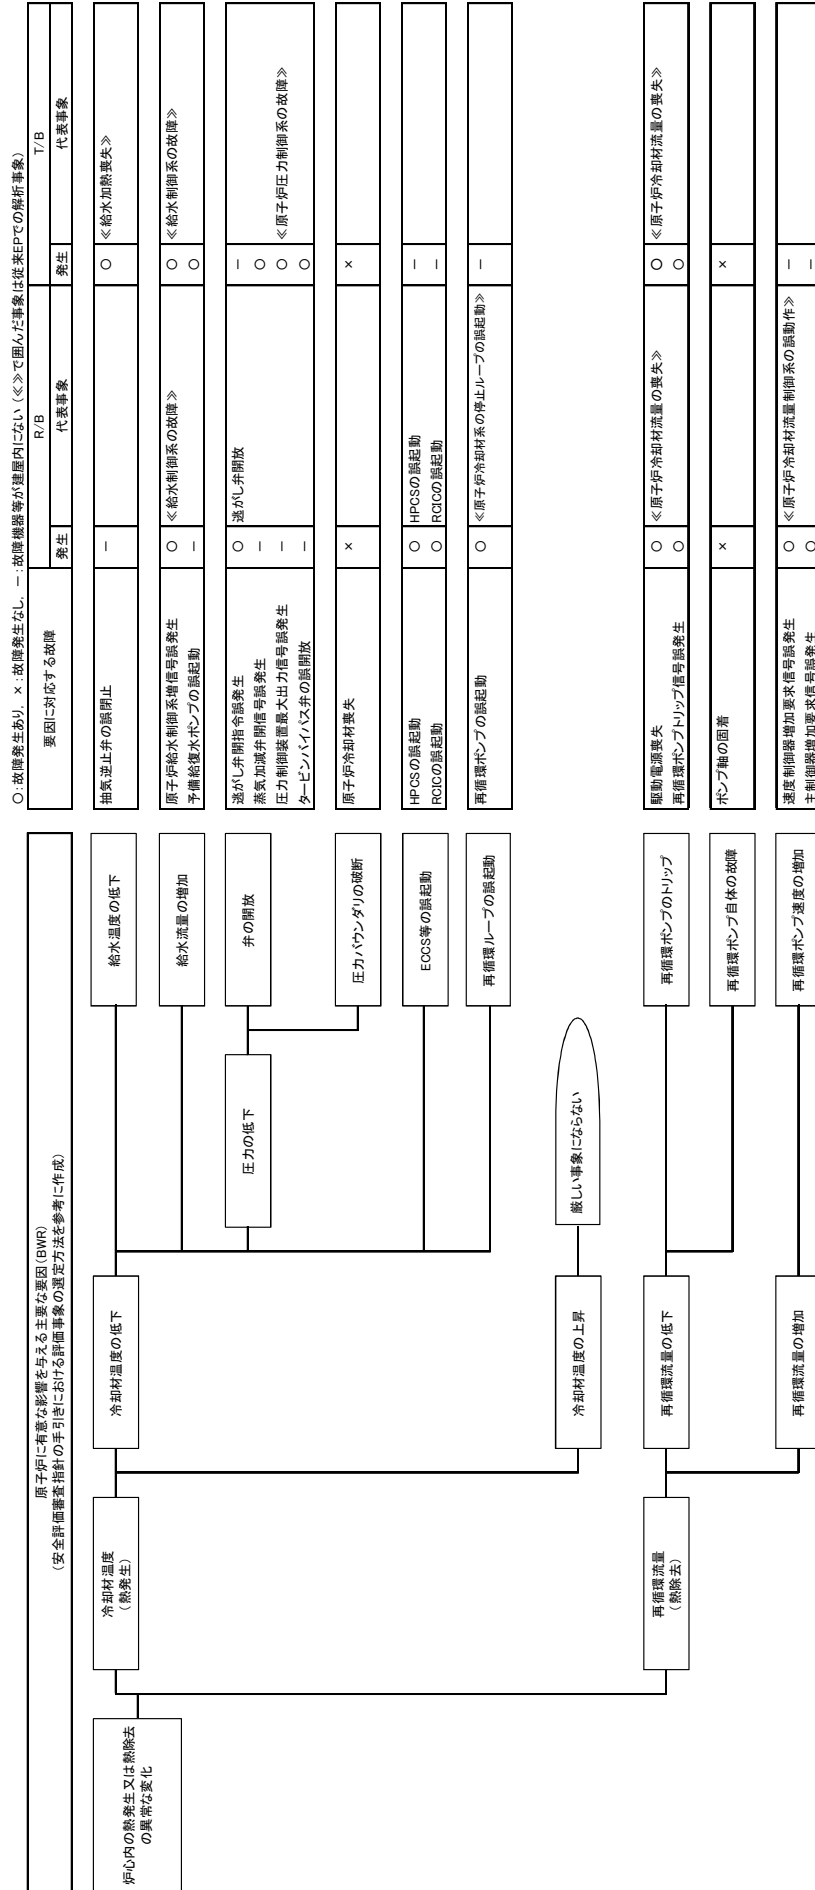 ○:故障発生あり, ×:故障発生なし, －:故障機器等が建屋内にない (≪≫で囲んだ事象は従来EPでの解析事象)
原子炉に有意な影響を与える主要な要因(BWR)
(安全評価審査指針の手引きにおける評価事象の選定方法を参考に作成)
要因に対応する故障
R/B
T/B
発生
代表事象
発生
代表事象
炉心内の熱発生又は熱除去
の異常な変化
冷却材温度
(熱発生)
冷却材温度の低下
給水温度の低下
抽気逆止弁の誤閉止
－
○
≪給水加熱喪失≫
給水流量の増加
原子炉給水制御系増信号誤発生
○
≪給水制御系の故障≫
○
≪給水制御系の故障≫
予備給復水ポンプの誤起動
－
○
圧力の低下
弁の開放
逃がし弁開指令誤発生
○
逃がし弁開放
－
蒸気加減弁開信号誤発生
－
○
圧力制御装置最大出力信号誤発生
－
○
≪原子炉圧力制御系の故障≫
タービンバイパス弁の誤開放
－
○
圧力バウンダリの破断
原子炉冷却材喪失
×
×
ECCS等の誤起動
HPCSの誤起動
○
HPCSの誤起動
－
RCICの誤起動
○
RCICの誤起動
－
再循環ループの誤起動
再循環ポンプの誤起動
○
≪原子炉冷却材系の停止ループの誤起動≫
－
冷却材温度の上昇
厳しい事象にならない
再循環流量
(熱除去)
再循環流量の低下
再循環ポンプのトリップ
駆動電源喪失
○
≪原子炉冷却材流量の喪失≫
○
≪原子炉冷却材流量の喪失≫
再循環ポンプトリップ信号誤発生
○
○
再循環ポンプ自体の故障
ポンプ軸の固着
×
×
再循環流量の増加
再循環ポンプ速度の増加
速度制御器増加要求信号誤発生
○
≪原子炉冷却材流量制御系の誤動作≫
－
主制御器増加要求信号誤発生
○
－